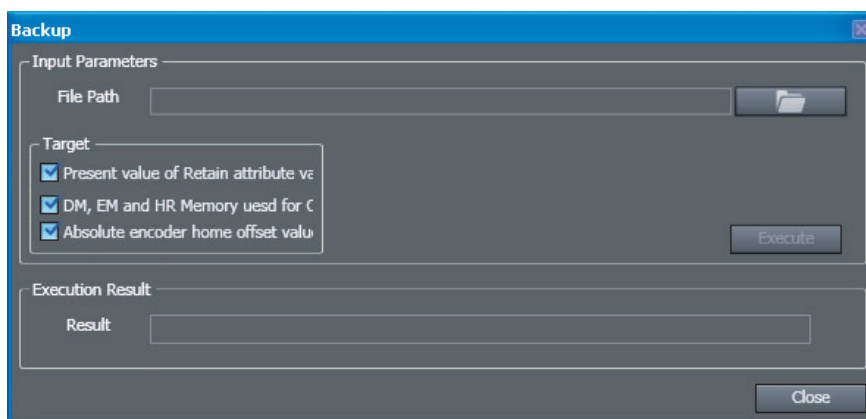 Backup
Input Parameters
File Path
Target
Present value of Retain attribute va
DM, EM and HR Memory uesd for C
Absolute encoder home offset valu
Execute
Execution Result
Result
Close